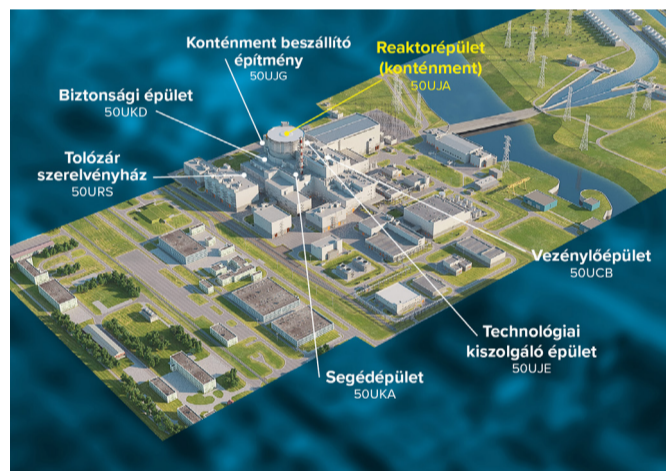 Konténment beszállító
építmény
50UJG
Reaktorépület
(konténment)
50UJA
Biztonsági épület
50UKD
Tolózár
szerelvényház
50URS
Vezénylőépület
50UCB
Technológiai
kiszolgáló épület
50UJE
Segédépület
50UKA